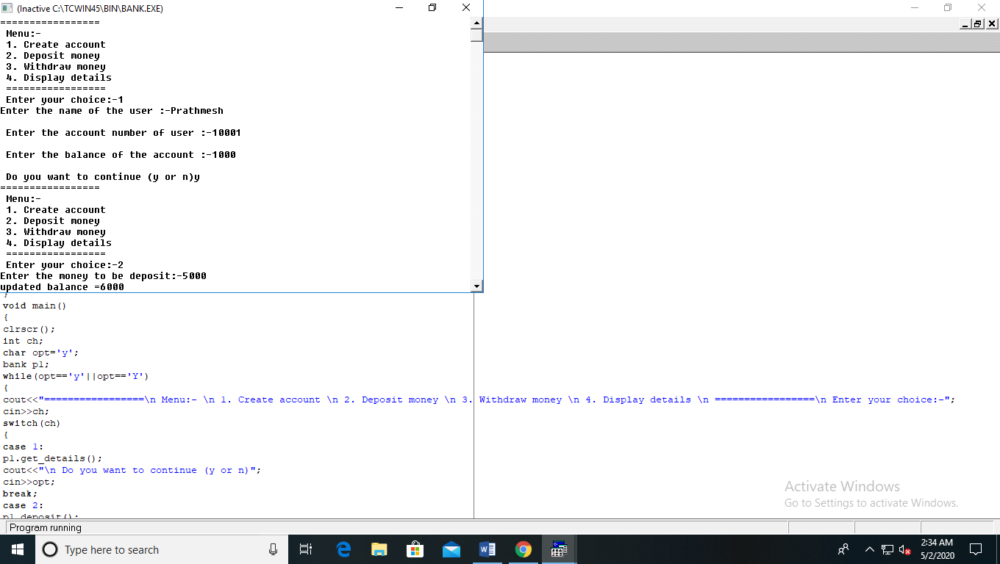 (Inactive C:\TCWIN45\BIN\BANK.EXE)
=================
Menu:-
1. Create account
2. Deposit money
3. Withdraw money
4. Display details
=================
Enter your choice:-1
Enter the name of the user :-Prathmesh
Enter the account number of user :-10001
Enter the balance of the account :-1000
Do you want to continue (y or n)y
=================
Menu:-
1. Create account
2. Deposit money
3. Withdraw money
4. Display details
=================
Enter your choice:-2
Enter the money to be deposit:-5000
updated balance =6000
}
void main()
{
clrscr();
int ch;
char opt='y';
bank p1;
while(opt=='y'||opt=='Y')
{
cout<<"=================\n Menu:- \n 1. Create account \n 2. Deposit money \n 3. Withdraw money \n 4. Display details \n =================\n Enter your choice:-";
cin>>ch;
switch(ch)
{
case 1:
p1.get_details();
cout<<"\n Do you want to continue (y or n)";
cin>>opt;
break;
case 2:
p1.deposit();
Activate Windows
Go to Settings to activate Windows.
Program running
Type here to search
2:34 AM
5/2/2020